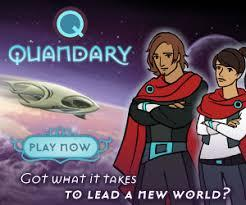 Q
QUANDARY
PLAY NOW
GOT WHAT IT TAKES
TO LEAD A NEW WORLD?